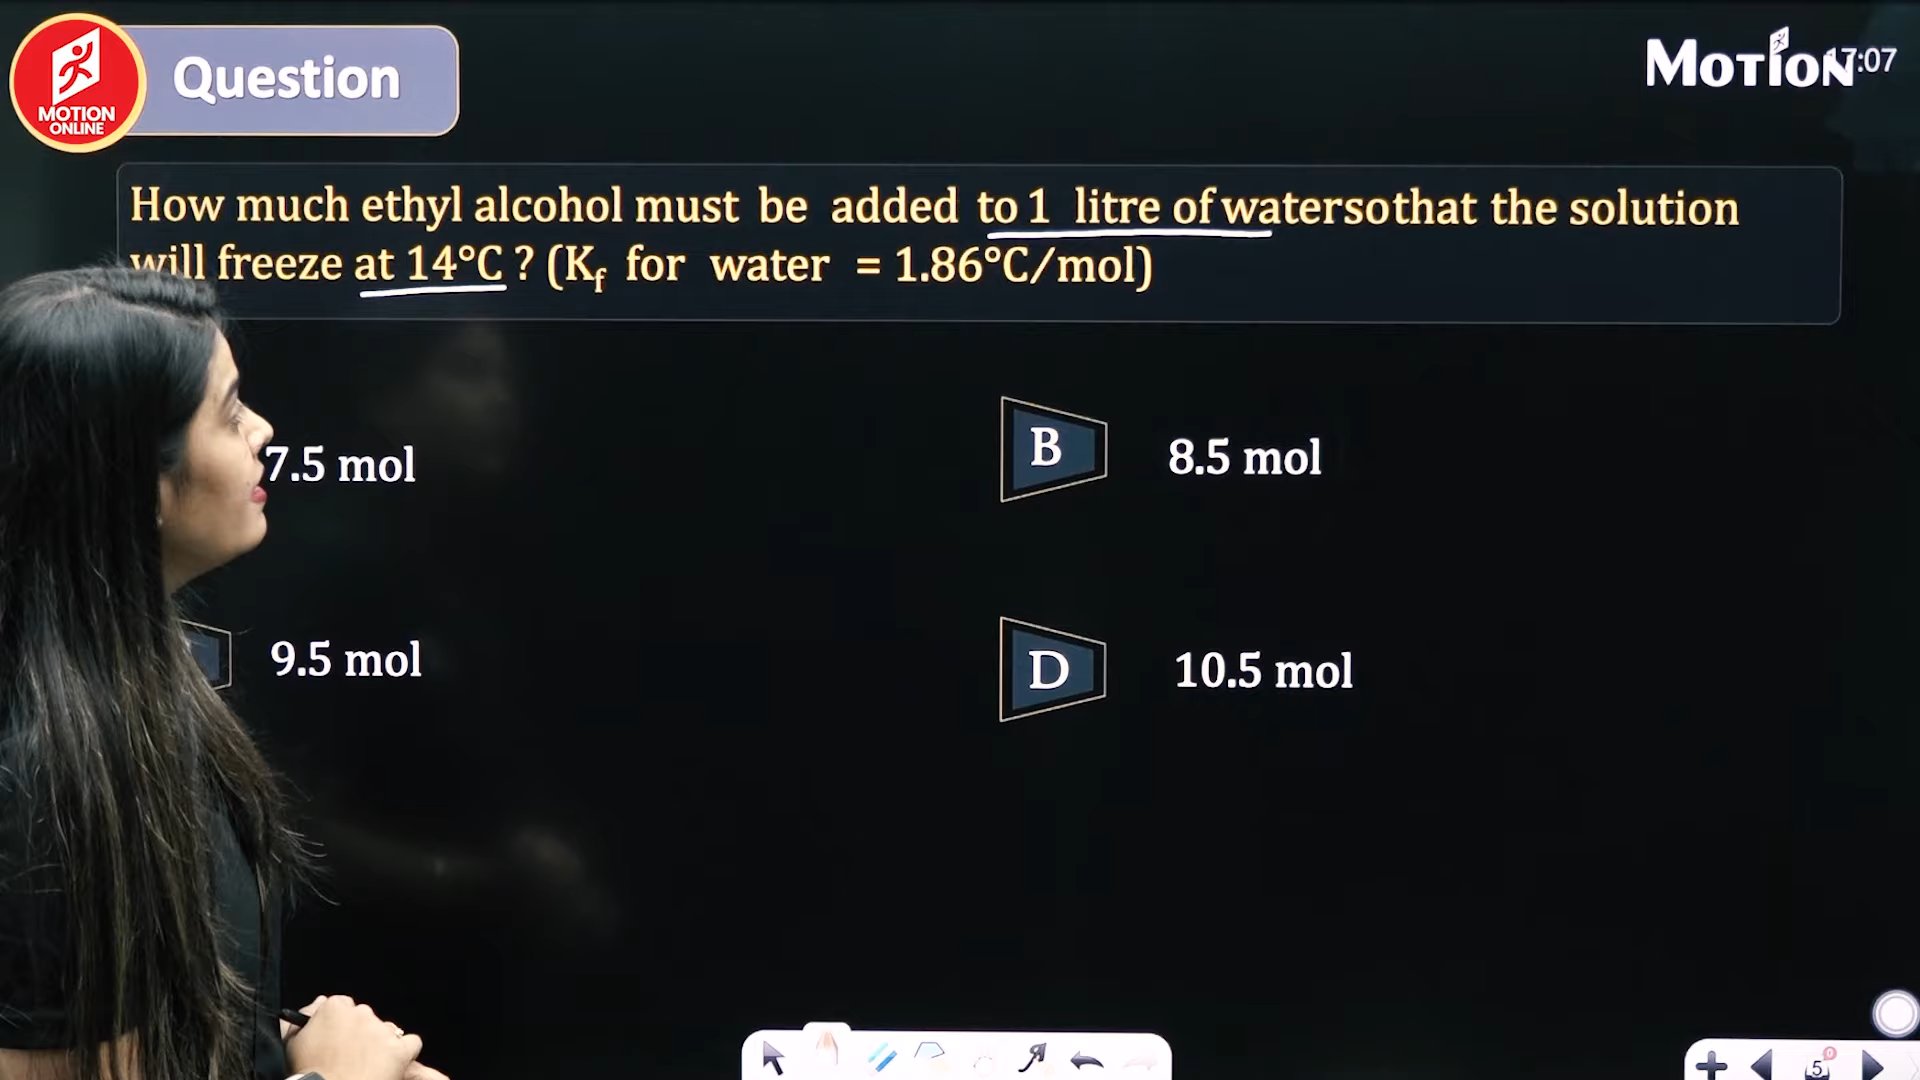 MOTION
ONLINE
Question
MOTION
17:07
How much ethyl alcohol must be added to 1 litre of watersothat the solution
will freeze at 14°C ? (Kf for water = 1.86°C/mol)
7.5 mol
B 8.5 mol
9.5 mol
D 10.5 mol
5
0